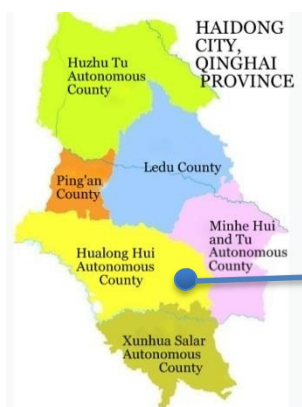 HAIDONG
CITY,
QINGHAI
PROVINCE
Huzhu Tu
Autonomous
County
Ledu County
Ping'an
County
Minhe Hui
and Tu
Autonomous
County
Hualong Hui
Autonomous
County
Xunhua Salar
Autonomous
County